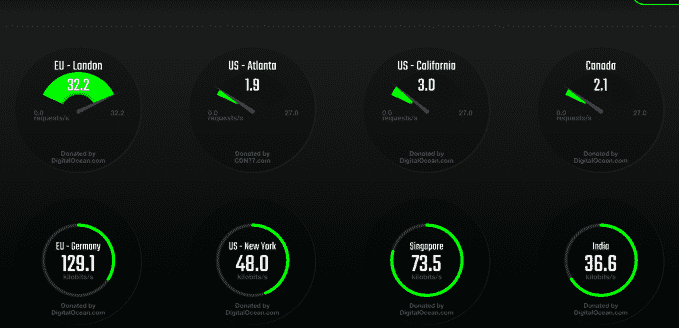 EU - London
32.2
0.0
32.2
requests/s
Donated by
DigitalOcean.com
US - Atlanta
1.9
0.0
27.0
requests/s
Donated by
CDN77.com
US - California
3.0
0.0
27.0
requests/s
Donated by
DigitalOcean.com
Canada
2.1
0.0
27.0
requests/s
Donated by
DigitalOcean.com
EU - Germany
129.1
kilobits/s
Donated by
DigitalOcean.com
US - New York
48.0
kilobits/s
Donated by
DigitalOcean.com
Singapore
73.5
kilobits/s
Donated by
DigitalOcean.com
India
36.6
kilobits/s
Donated by
DigitalOcean.com